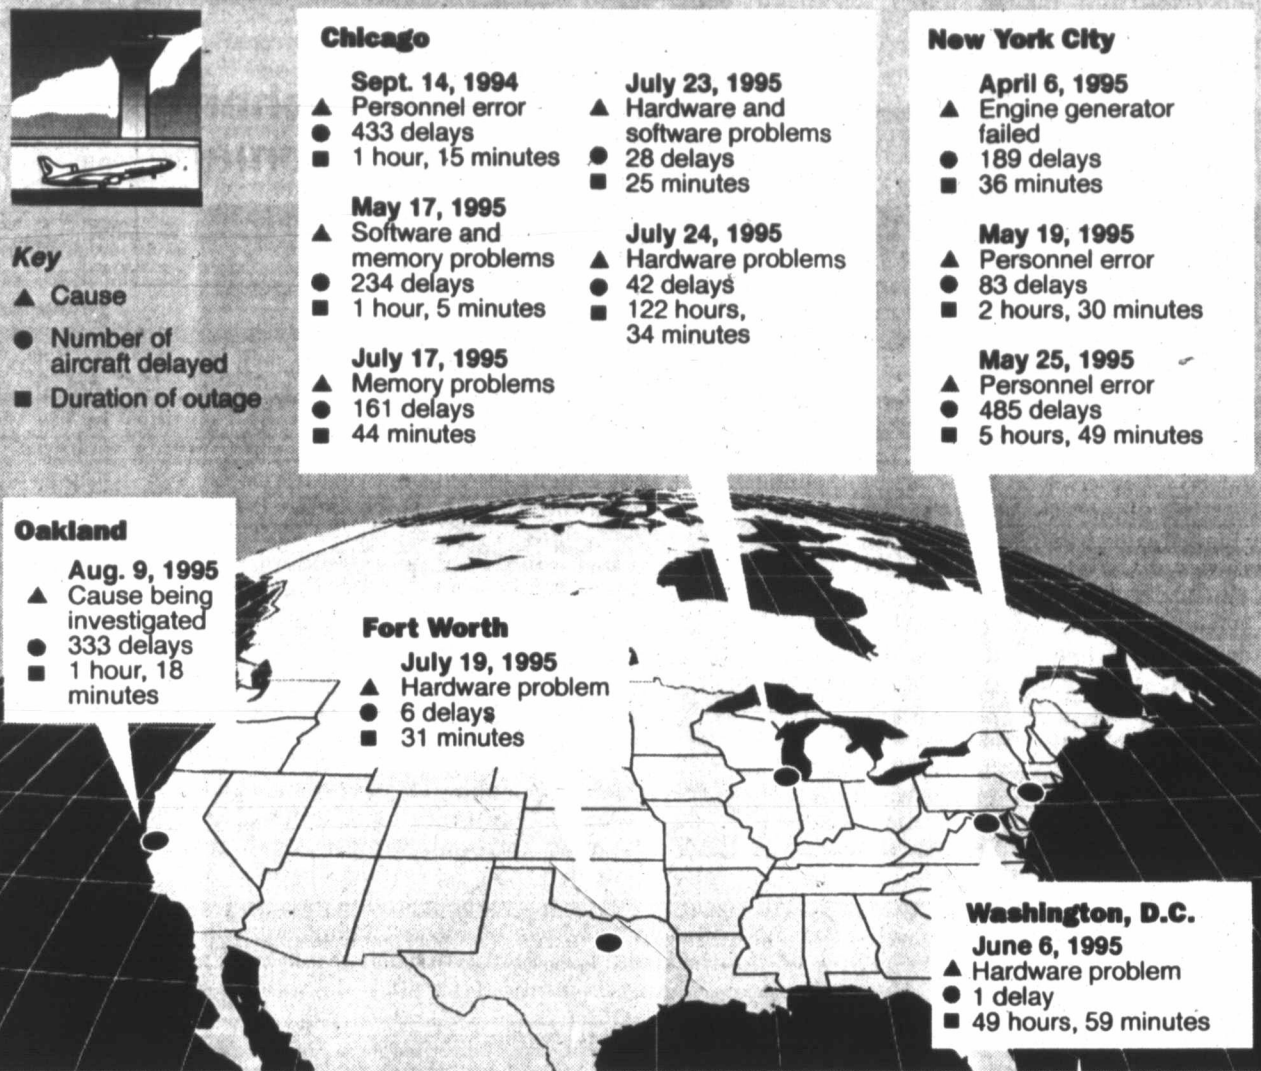 Chicago
Sept. 14, 1994
Personnel error
433 delays
1 hour, 15 minutes
May 17, 1995
Software and
memory problems
234 delays
1 hour, 5 minutes
July 17, 1995
Memory problems
161 delays
44 minutes
July 23, 1995
Hardware and
software problems
28 delays
25 minutes
July 24, 1995
Hardware problems
42 delays
122 hours,
34 minutes
New York City
April 6, 1995
Engine generator
failed
189 delays
36 minutes
May 19, 1995
Personnel error
83 delays
2 hours, 30 minutes
May 25, 1995
Personnel error
485 delays
5 hours, 49 minutes
Key
Cause
Number of
aircraft delayed
Duration of outage
Oakland
Aug. 9, 1995
Cause being
investigated
333 delays
1 hour, 18
minutes
Fort Worth
July 19, 1995
Hardware problem
6 delays
31 minutes
Washington, D.C.
June 6, 1995
Hardware problem
1 delay
49 hours, 59 minutes